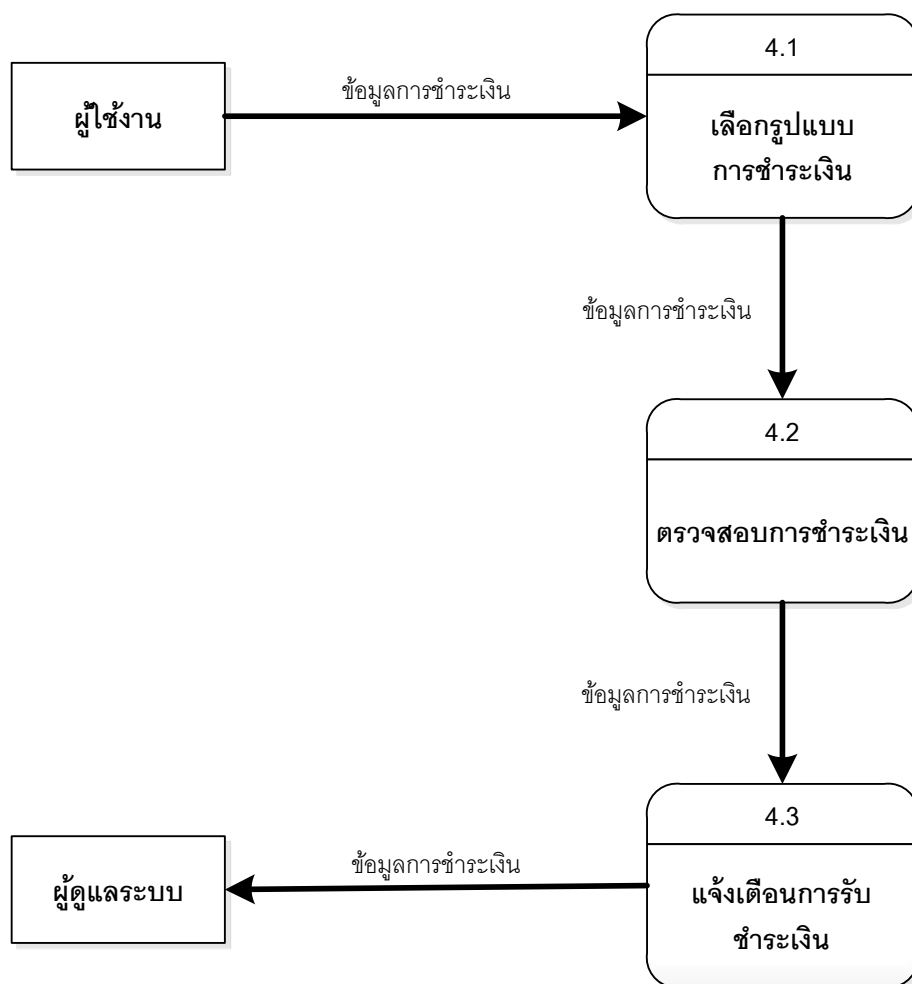 4.1
ผู้ใช้งาน
ข้อมูลการชำระเงิน
เลือกรูปแบบ
การชำระเงิน
ข้อมูลการชำระเงิน
4.2
ตรวจสอบการชำระเงิน
ข้อมูลการชำระเงิน
4.3
แจ้งเตือนการรับ
ชำระเงิน
ข้อมูลการชำระเงิน
ผู้ดูแลระบบ